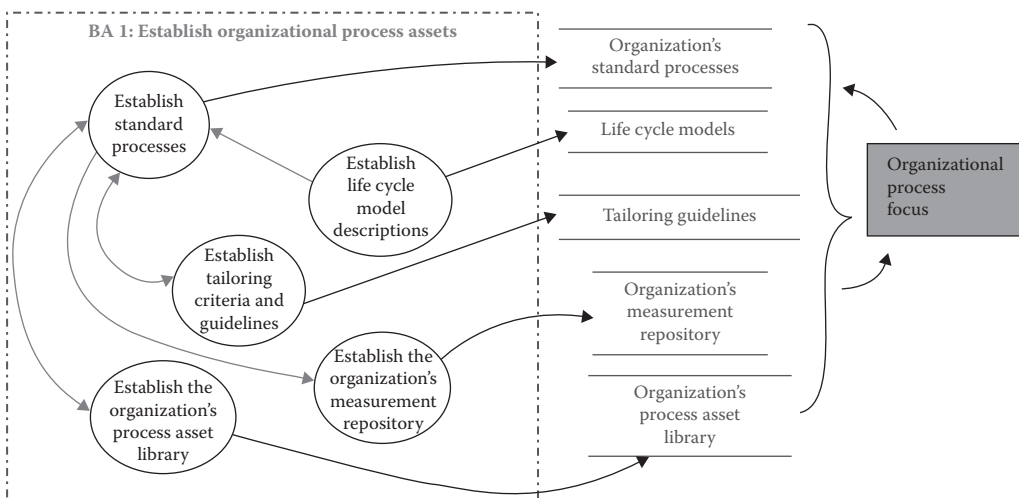 BA 1: Establish organizational process assets
Establish
standard
processes
Establish
life cycle
model
descriptions
Establish
tailoring
criteria and
guidelines
Establish the
organization’s
measurement
repository
Establish the
organization’s
process asset
library
Organization’s
standard processes
Life cycle models
Tailoring guidelines
Organization’s
measurement
repository
Organization’s
process asset
library
Organizational
process
focus